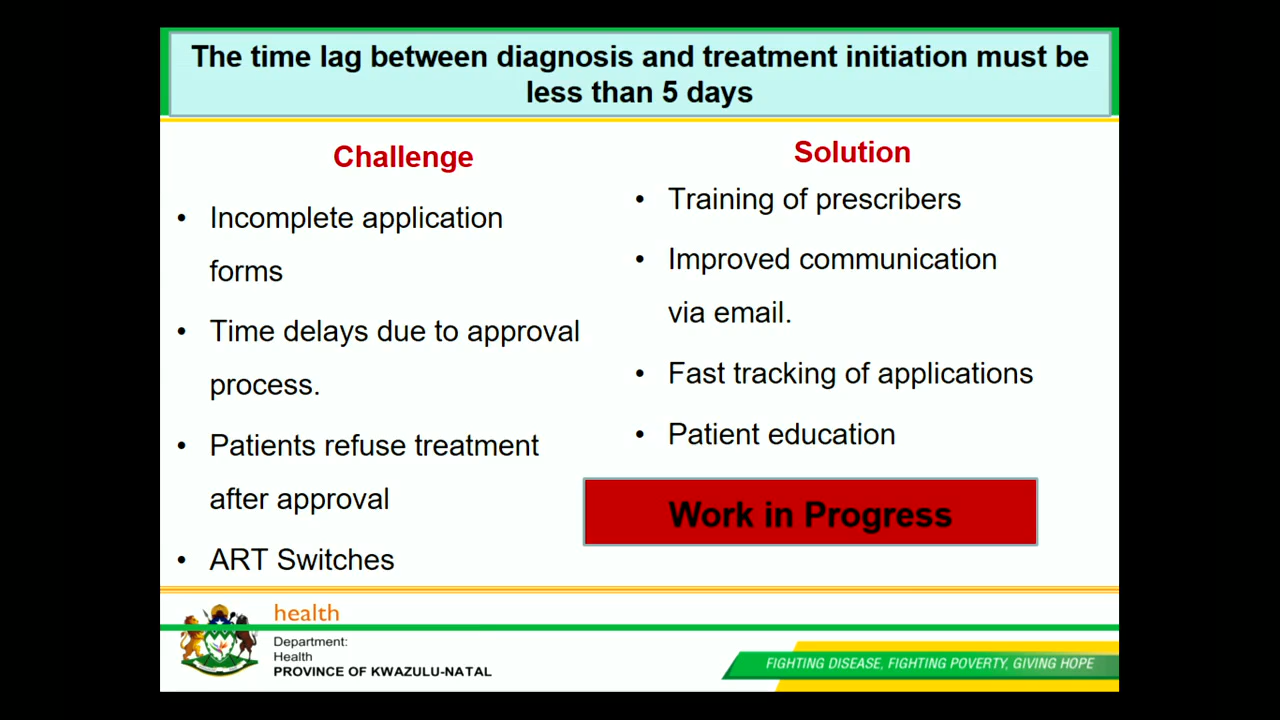 The time lag between diagnosis and treatment initiation must be
less than 5 days
Challenge
• Incomplete application
forms
• Time delays due to approval
process.
• Patients refuse treatment
after approval
• ART Switches
Solution
• Training of prescribers
• Improved communication
via email.
• Fast tracking of applications
• Patient education
Work in Progress
health
Department:
Health
PROVINCE OF KWAZULU-NATAL
FIGHTING DISEASE, FIGHTING POVERTY, GIVING HOPE